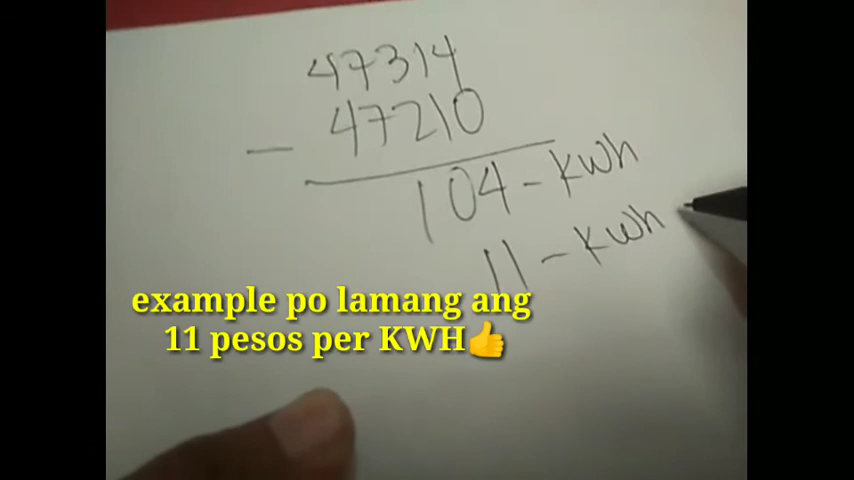 47314
- 47210
104 - kwh
11 - kwh
example po lamang ang
11 pesos per KWH👍